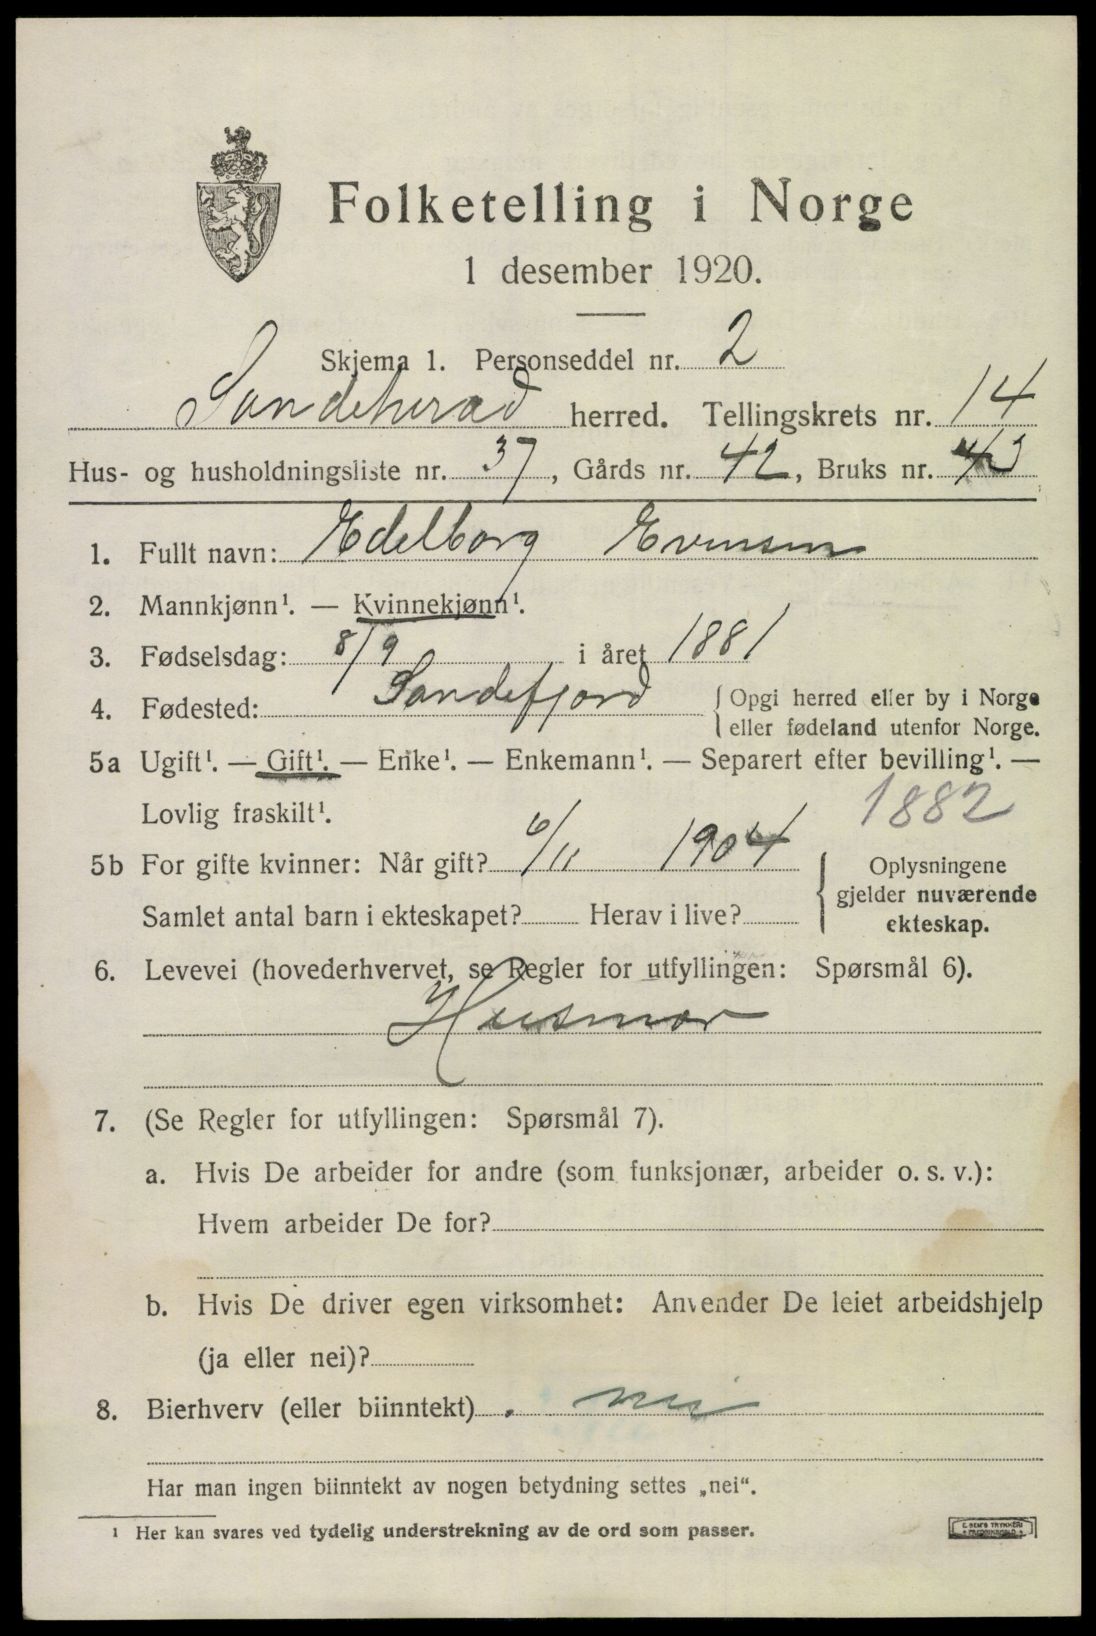 Folketelling i Norge
1 desember 1920.
Skjema 1. Personseddel nr. 2
Sandeherad herred. Tellingskrets nr. 14
Hus- og husholdningsliste nr. 37, Gårds nr. 42, Bruks nr. 43
1. Fullt navn: Edelborg Evensen
2. Mannkjønn¹. — Kvinnekjønn¹.
3. Fødselsdag: 8/9 i året 1881
4. Fødested: Sandefjord {Opgi herred eller by i Norge
eller fødeland utenfor Norge.
5a Ugift¹. — Gift¹. — Enke¹. — Enkemann¹. — Separert efter bevilling¹. —
Lovlig fraskilt¹. 1882
5b For gifte kvinner: Når gift? 6/11 1904
Samlet antal barn i ekteskapet? Herav i live?
{Oplysningene
gjelder nuværende
ekteskap.
6. Levevei (hovederhvervet, se Regler for utfyllingen: Spørsmål 6).
Husmor
7. (Se Regler for utfyllingen: Spørsmål 7).
a. Hvis De arbeider for andre (som funksjonær, arbeider o. s. v.):
Hvem arbeider De for?
b. Hvis De driver egen virksomhet: Anvender De leiet arbeidshjelp
(ja eller nei)?
8. Bierhverv (eller biinntekt) nei
Har man ingen biinntekt av nogen betydning settes „nei“.
¹ Her kan svares ved tydelig understrekning av de ord som passer.